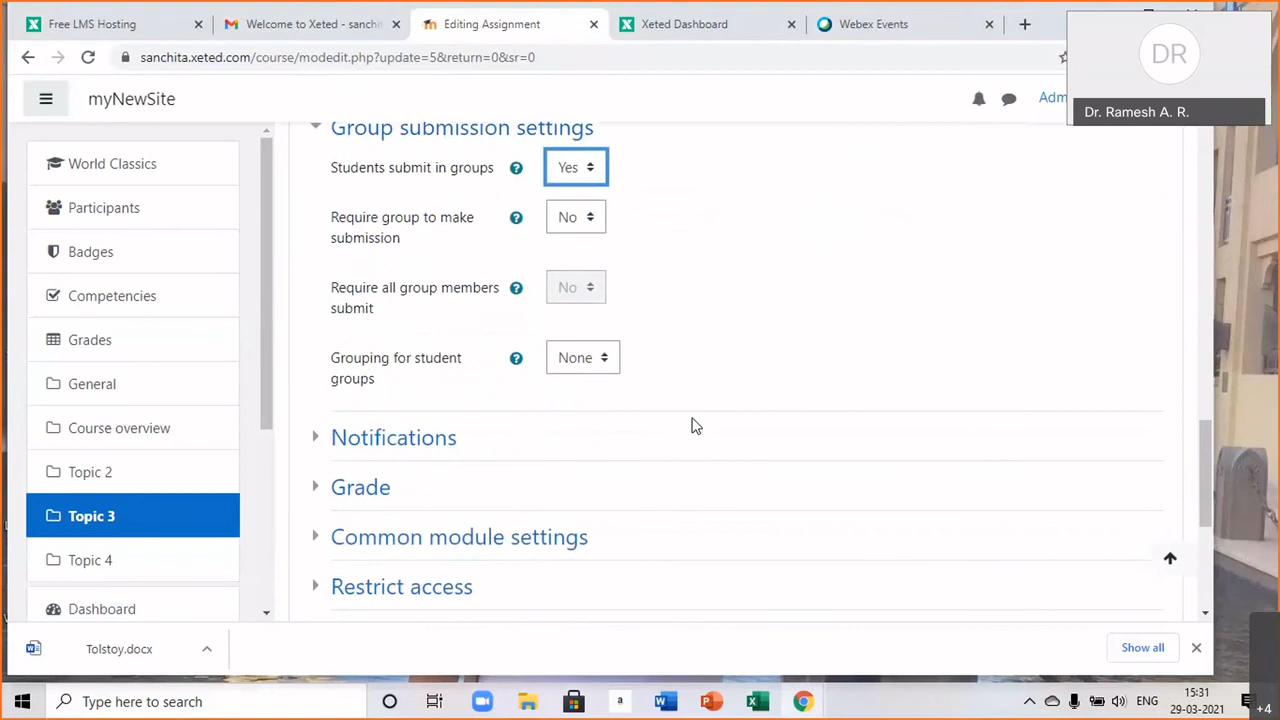 Free LMS Hosting
Welcome to Xeted - sanchit
Editing Assignment
Xeted Dashboard
Webex Events
sanchita.xeted.com/course/modedit.php?update=5&return=0&sr=0
DR
Dr. Ramesh A. R.
myNewSite
Adm
World Classics
Participants
Badges
Competencies
Grades
General
Course overview
Topic 2
Topic 3
Topic 4
Dashboard
Group submission settings
Students submit in groups
Yes
Require group to make
submission
No
Require all group members
submit
No
Grouping for student
groups
None
Notifications
Grade
Common module settings
Restrict access
Tolstoy.docx
Show all
Type here to search
ENG
15:31
29-03-2021
+4